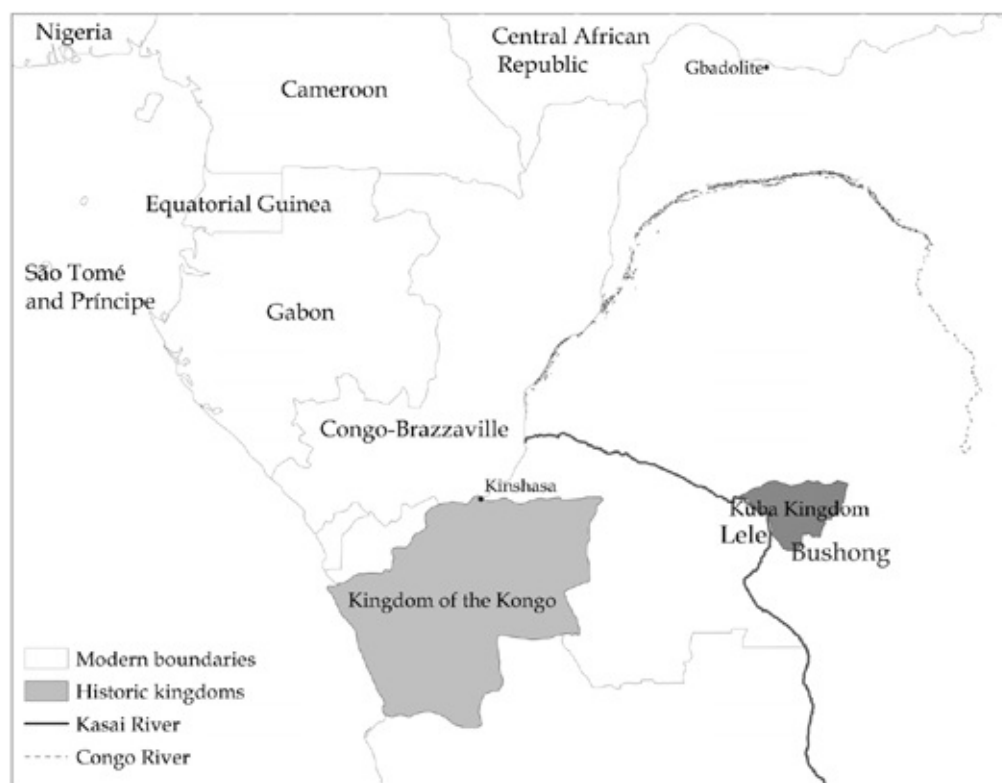 Nigeria
Central African
Republic
Gbadolite
Cameroon
Equatorial Guinea
São Tomé
and Príncipe
Gabon
Congo-Brazzaville
Kinshasa
Kuba Kingdom
Lele
Bushong
Kingdom of the Kongo
Modern boundaries
Historic kingdoms
Kasai River
Congo River